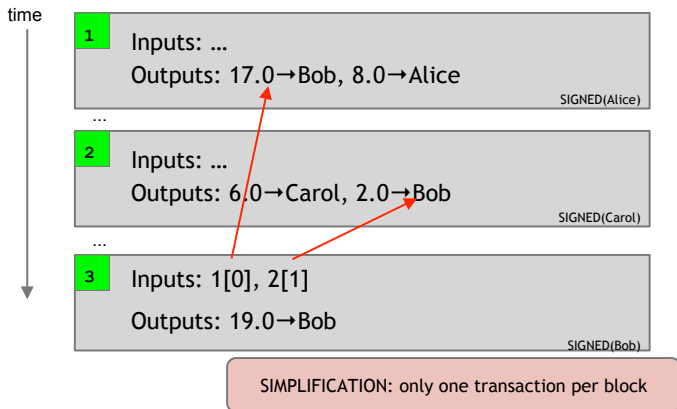 time
1
Inputs: ...
Outputs: 17.0→Bob, 8.0→Alice
SIGNED(Alice)
...
2
Inputs: ...
Outputs: 6.0→Carol, 2.0→Bob
SIGNED(Carol)
...
3
Inputs: 1[0], 2[1]
Outputs: 19.0→Bob
SIGNED(Bob)
SIMPLIFICATION: only one transaction per block